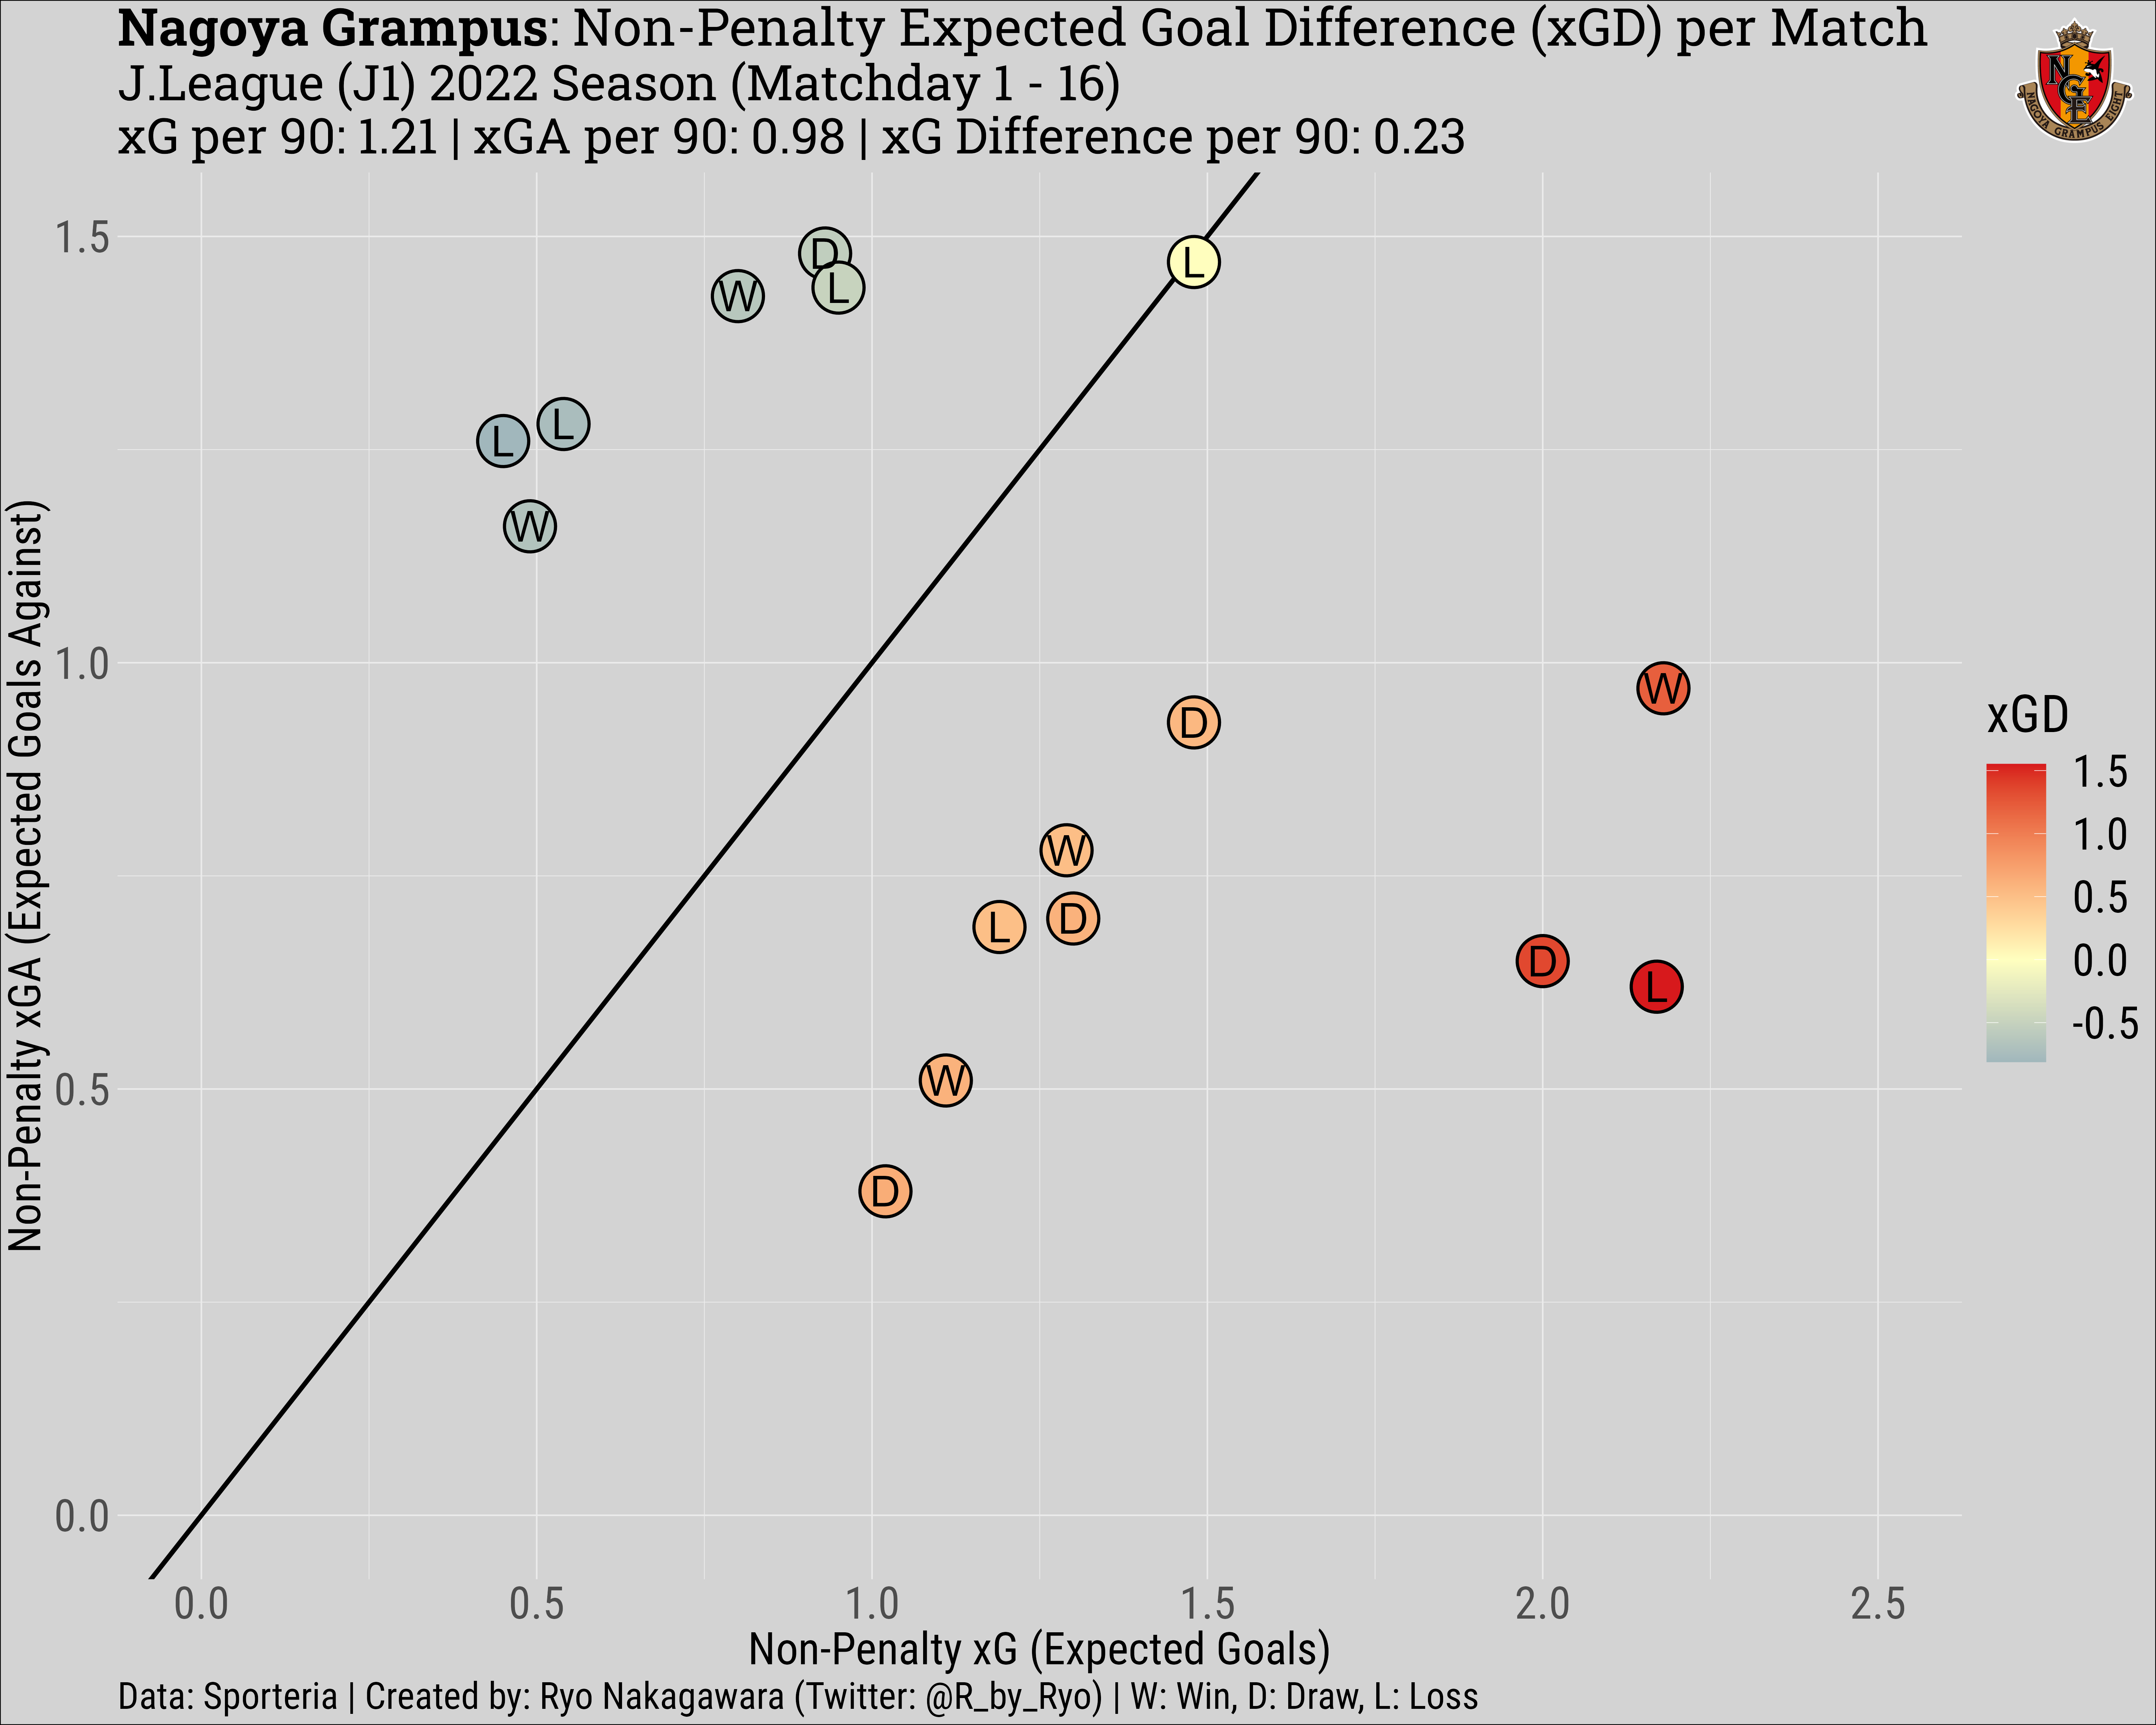 Nagoya Grampus: Non-Penalty Expected Goal Difference (xGD) per Match
J.League (J1) 2022 Season (Matchday 1 - 16)
xG per 90: 1.21 | xGA per 90: 0.98 | xG Difference per 90: 0.23
NGE
NAGOYA GRAMPUS EIGHT
Non-Penalty xGA (Expected Goals Against)
1.5
1.0
0.5
0.0
D
L
W
L
L
L
W
W
D
W
L
D
D
L
W
D
xGD
1.5
1.0
0.5
0.0
-0.5
0.0
0.5
1.0
1.5
2.0
2.5
Non-Penalty xG (Expected Goals)
Data: Sporteria | Created by: Ryo Nakagawara (Twitter: @R_by_Ryo) | W: Win, D: Draw, L: Loss